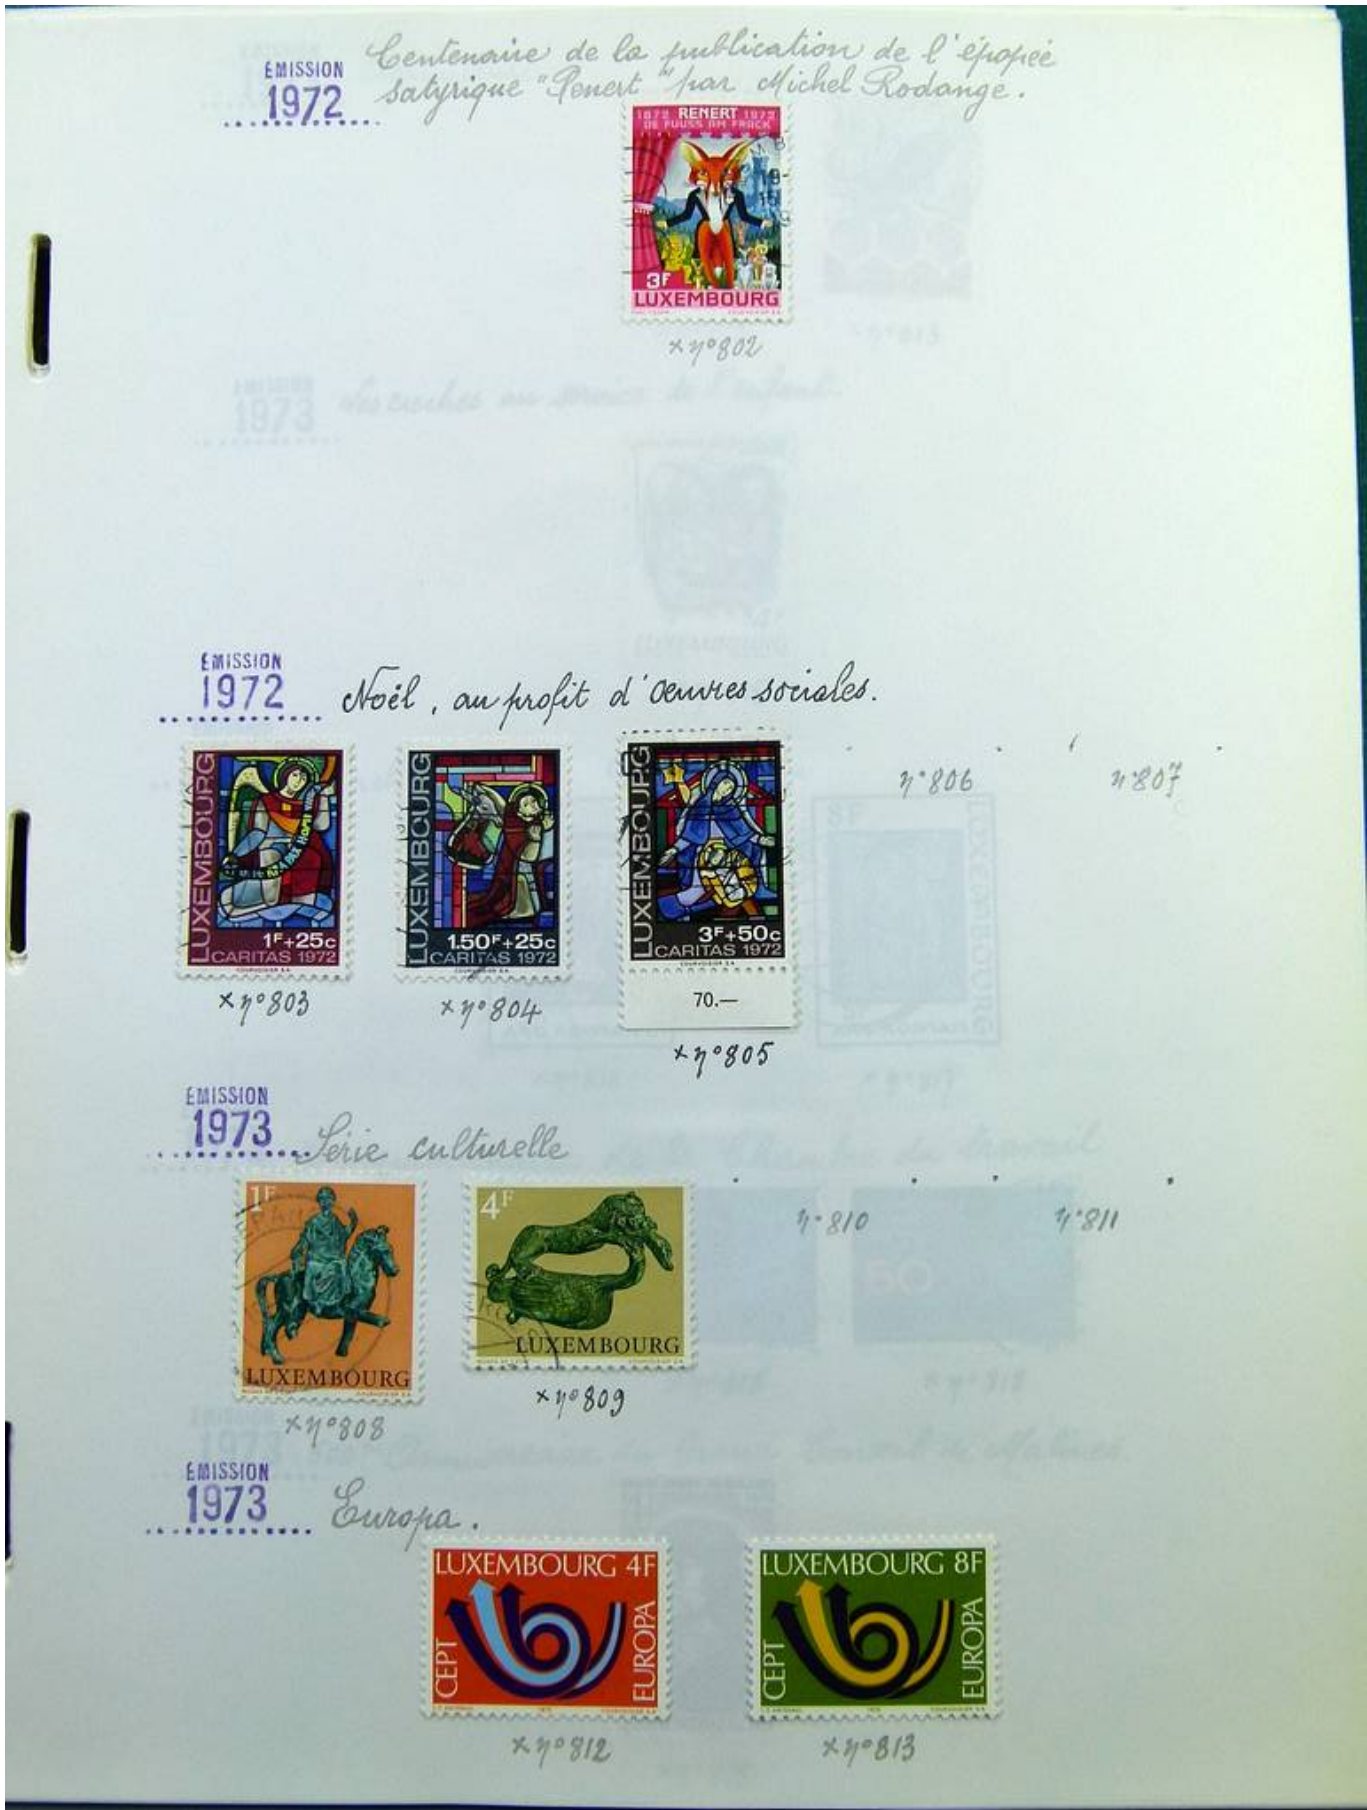 Centenaire de la publication de l'épopée
ÉMISSION
1972
satyrique "Renert" par Michel Rodange.
1872 RENERT 1972
DE FUUSS AM FRACK
3F
LUXEMBOURG
x n°802
ÉMISSION
1972
Noël, au profit d'œuvres sociales.
LUXEMBOURG
1F+25c
CARITAS 1972
COURVOISIER S.A.
LUXEMBOURG
1.50F+25c
CARITAS 1972
COURVOISIER S.A.
LUXEMBOURG
3F+50c
CARITAS 1972
COURVOISIER S.A.
70.—
n°806
n°807
x n°803
x n°804
x n°805
ÉMISSION
1973
Série culturelle
1F
LUXEMBOURG
4F
LUXEMBOURG
n°810
n°811
x n°808
x n°809
ÉMISSION
1973
Europa.
LUXEMBOURG 4F
CEPT
EUROPA
LUXEMBOURG 8F
CEPT
EUROPA
x n°812
x n°813